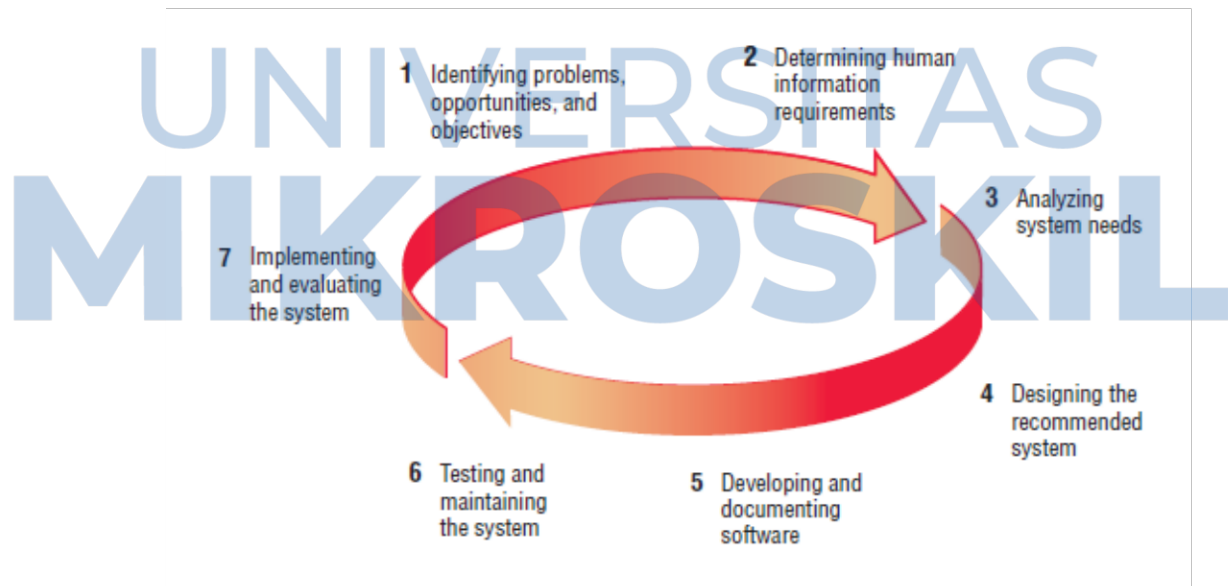 UNIVERSITAS
MIKROSKIL
1 Identifying problems,
opportunities, and
objectives
2 Determining human
information
requirements
3 Analyzing
system needs
4 Designing the
recommended
system
5 Developing and
documenting
software
6 Testing and
maintaining
the system
7 Implementing
and evaluating
the system